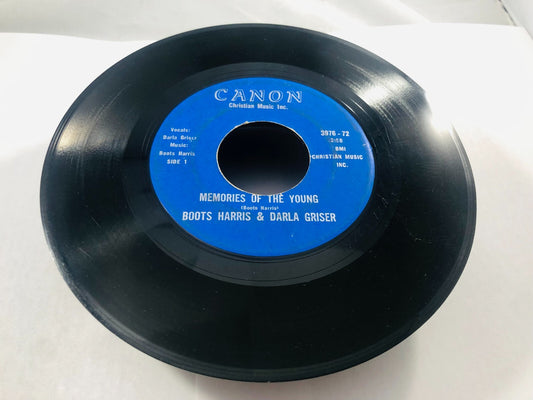 CANON
Christian Music Inc.
Vocals:
Darla Griser
Music:
Boots Harris
SIDE 1
3976-72
2:58
BMI
CHRISTIAN MUSIC
INC.
MEMORIES OF THE YOUNG
(Boots Harris)
BOOTS HARRIS & DARLA GRISER